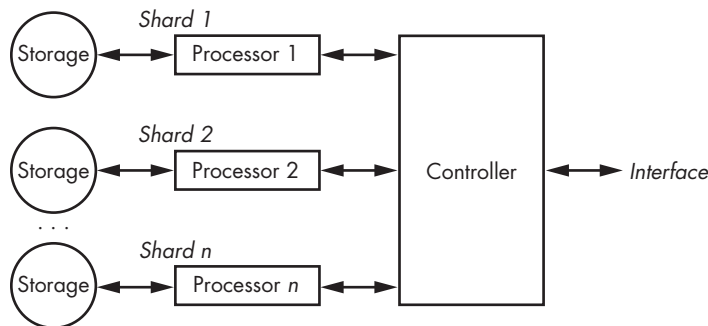 Shard 1
Storage
Processor 1
Shard 2
Storage
Processor 2
Controller
Interface
. . .
Shard n
Storage
Processor n